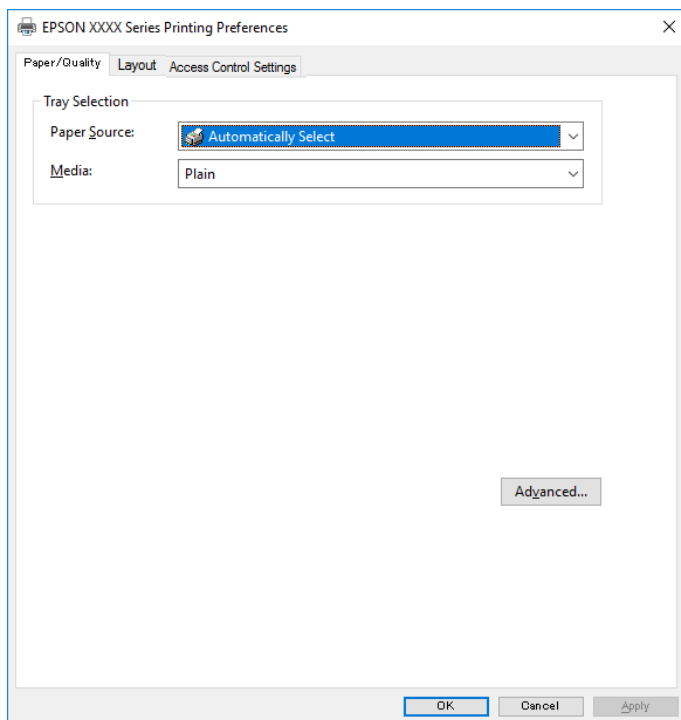 EPSON XXXX Series Printing Preferences
Paper/Quality Layout Access Control Settings
Tray Selection
Paper Source: Automatically Select
Media: Plain
Advanced...
OK Cancel Apply